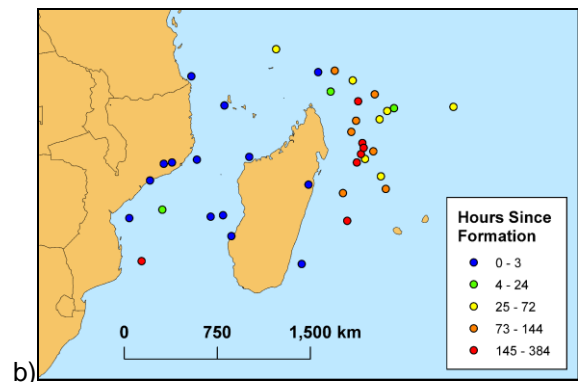 Hours Since
Formation
0 - 3
4 - 24
25 - 72
73 - 144
145 - 384
0 750 1,500 km
b)